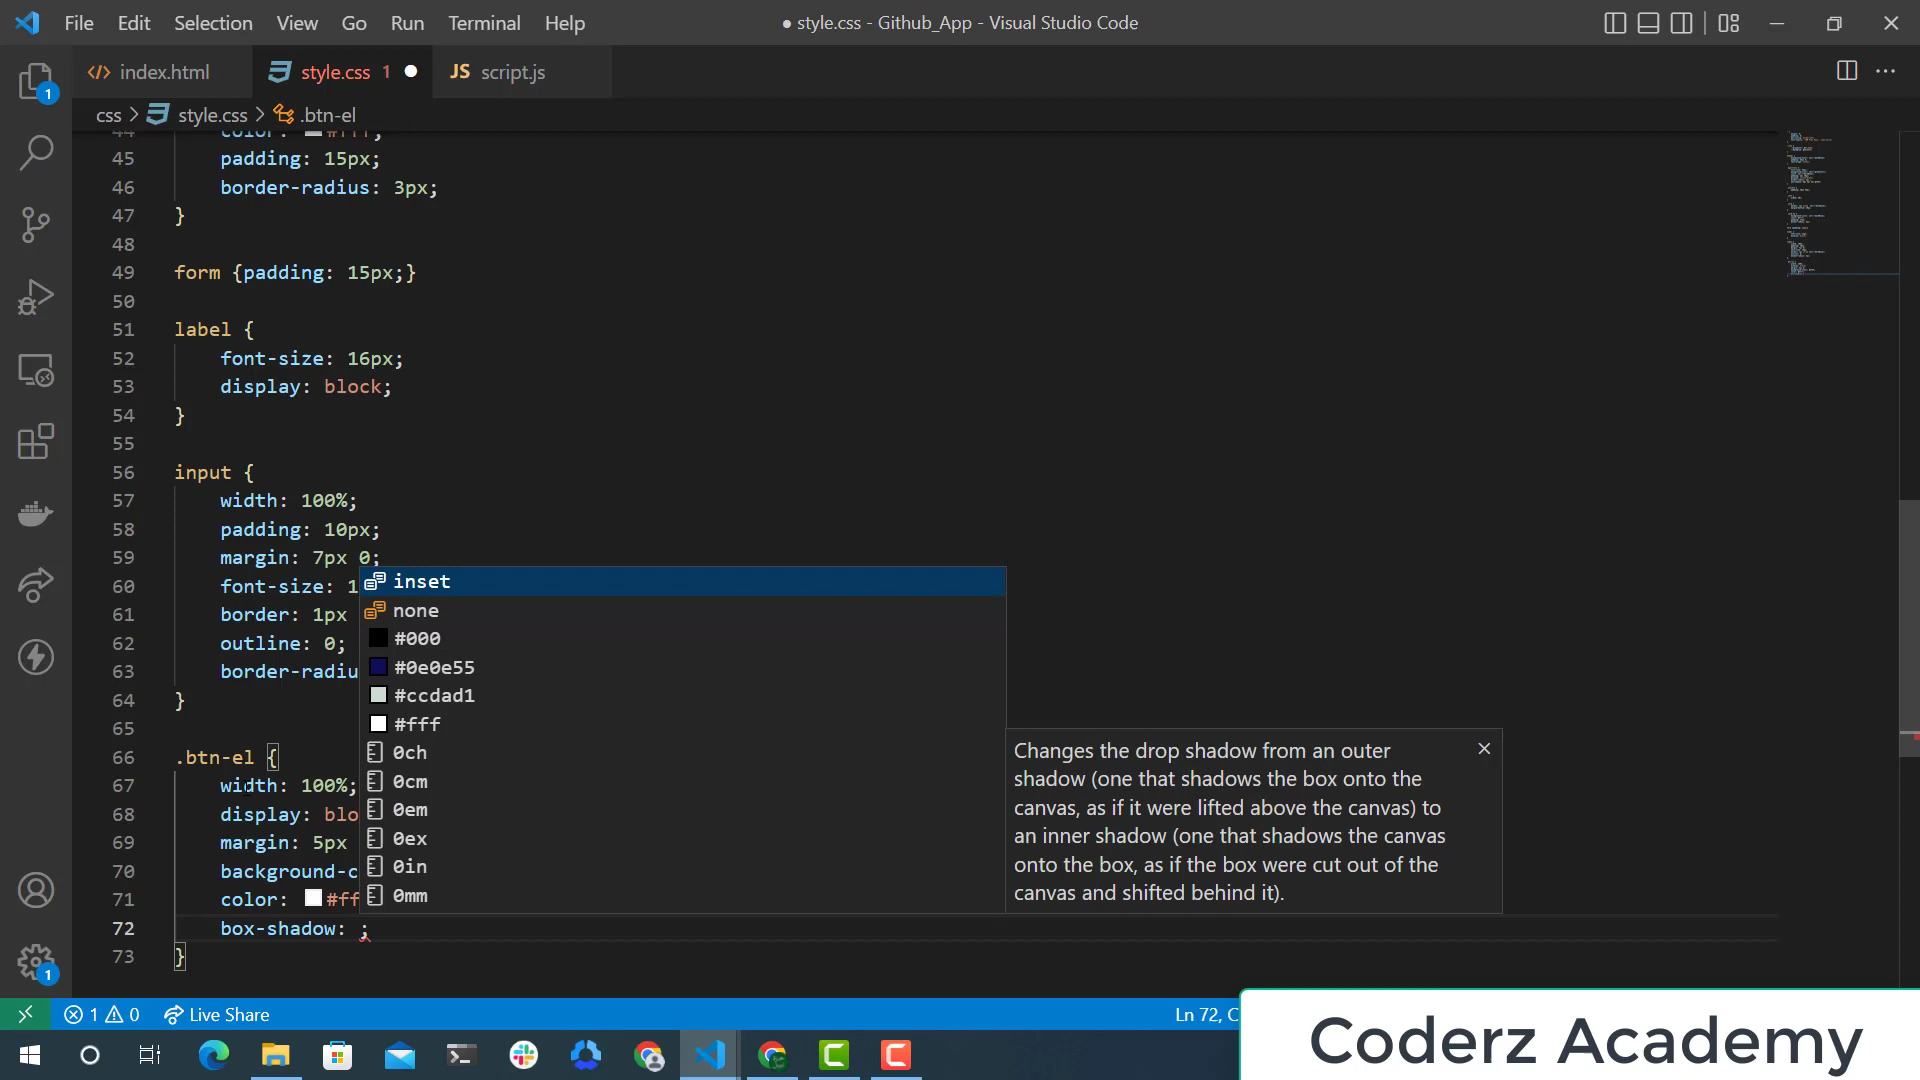 File Edit Selection View Go Run Terminal Help ● style.css - Github_App - Visual Studio Code
index.html style.css 1 ● JS script.js
css > style.css > .btn-el
44 color: #fff;
45 padding: 15px;
46 border-radius: 3px;
47 }
48
49 form {padding: 15px;}
50
51 label {
52 font-size: 16px;
53 display: block;
54 }
55
56 input {
57 width: 100%;
58 padding: 10px;
59 margin: 7px 0;
60 font-size: 1
61 border: 1px
62 outline: 0;
63 border-radiu
64 }
65
66 .btn-el {
67 width: 100%;
68 display: blo
69 margin: 5px
70 background-c
71 color: #ff
72 box-shadow: ;
73 }
inset
none
#000
#0e0e55
#ccdad1
#fff
0ch
0cm
0em
0ex
0in
0mm
Changes the drop shadow from an outer
shadow (one that shadows the box onto the
canvas, as if it were lifted above the canvas) to
an inner shadow (one that shadows the canvas
onto the box, as if the box were cut out of the
canvas and shifted behind it).
1
1
1 0 Live Share Ln 72, C
Coderz Academy